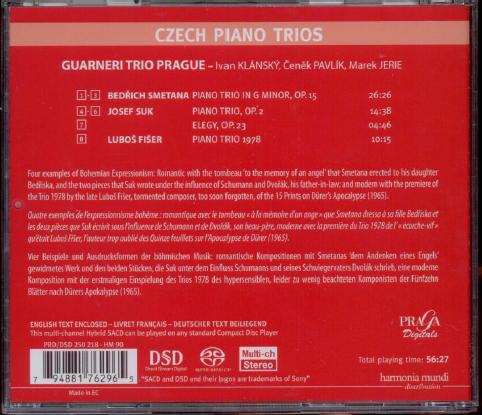 CZECH PIANO TRIOS
GUARNERI TRIO PRAGUE – Ivan KLÁNSKÝ, Čeněk PAVLÍK, Marek JERIE
1 - 3 BEDŘICH SMETANA PIANO TRIO IN G MINOR, OP. 15 26:26
4 - 6 JOSEF SUK PIANO TRIO, OP. 2 14:38
7 ELEGY, OP. 23 04:46
8 LUBOŠ FIŠER PIANO TRIO 1978 10:15
Four examples of Bohemian Expressionism: Romantic with the tombeau 'to the memory of an angel' that Smetana erected to his daughter
Bedřiska, and the two pieces that Suk wrote under the influence of Schumann and Dvořák, his father-in-law; and modern with the premiere of
the Trio 1978 by the late Luboš Fišer, tormented composer, too soon forgotten, of the 15 Prints on Dürer's Apocalypse (1965).
Quatre exemples de l'expressionnisme bohème : romantique avec le tombeau « à la mémoire d'un ange » que Smetana dressa à sa fille Bedřiska et
les deux pièces que Suk écrivit sous l'influence de Schumann et de Dvořák, son beau-père, moderne avec la première du Trio 1978 de l' « écorché-vif »
qu'était Luboš Fišer, l'auteur trop oublié des Quinze feuillets sur l'Apocalypse de Dürer (1965).
Vier Beispiele und Ausdrucksformen der böhmischen Musik: romantische Kompositionen mit Smetanas 'dem Andenken eines Engels'
gewidmetes Werk und den beiden Stücken, die Suk unter dem Einfluss Schumanns und seines Schwiegervaters Dvořák schrieb, eine moderne
Komposition mit der erstmaligen Einspielung des Trios 1978 des hypersensiblen, leider zu wenig beachteten Komponisten der Fünfzehn
Blätter nach Dürers Apokalypse (1965).
ENGLISH TEXT ENCLOSED – LIVRET FRANÇAIS – DEUTSCHER TEXT BEILIEGEND
This multi-channel Hybrid SACD can be played on any standard Compact Disc Player
PRAGA
Digitals
PRD/DSD 250 218 - HM 90
DSD
Direct Stream Digital
SACD
SUPER AUDIO CD
Multi-ch
Stereo
Total playing time: 56:27
7 94881 76296 5
"SACD and DSD and their logos are trademarks of Sony"
harmonia mundi
distribution
Made in EC